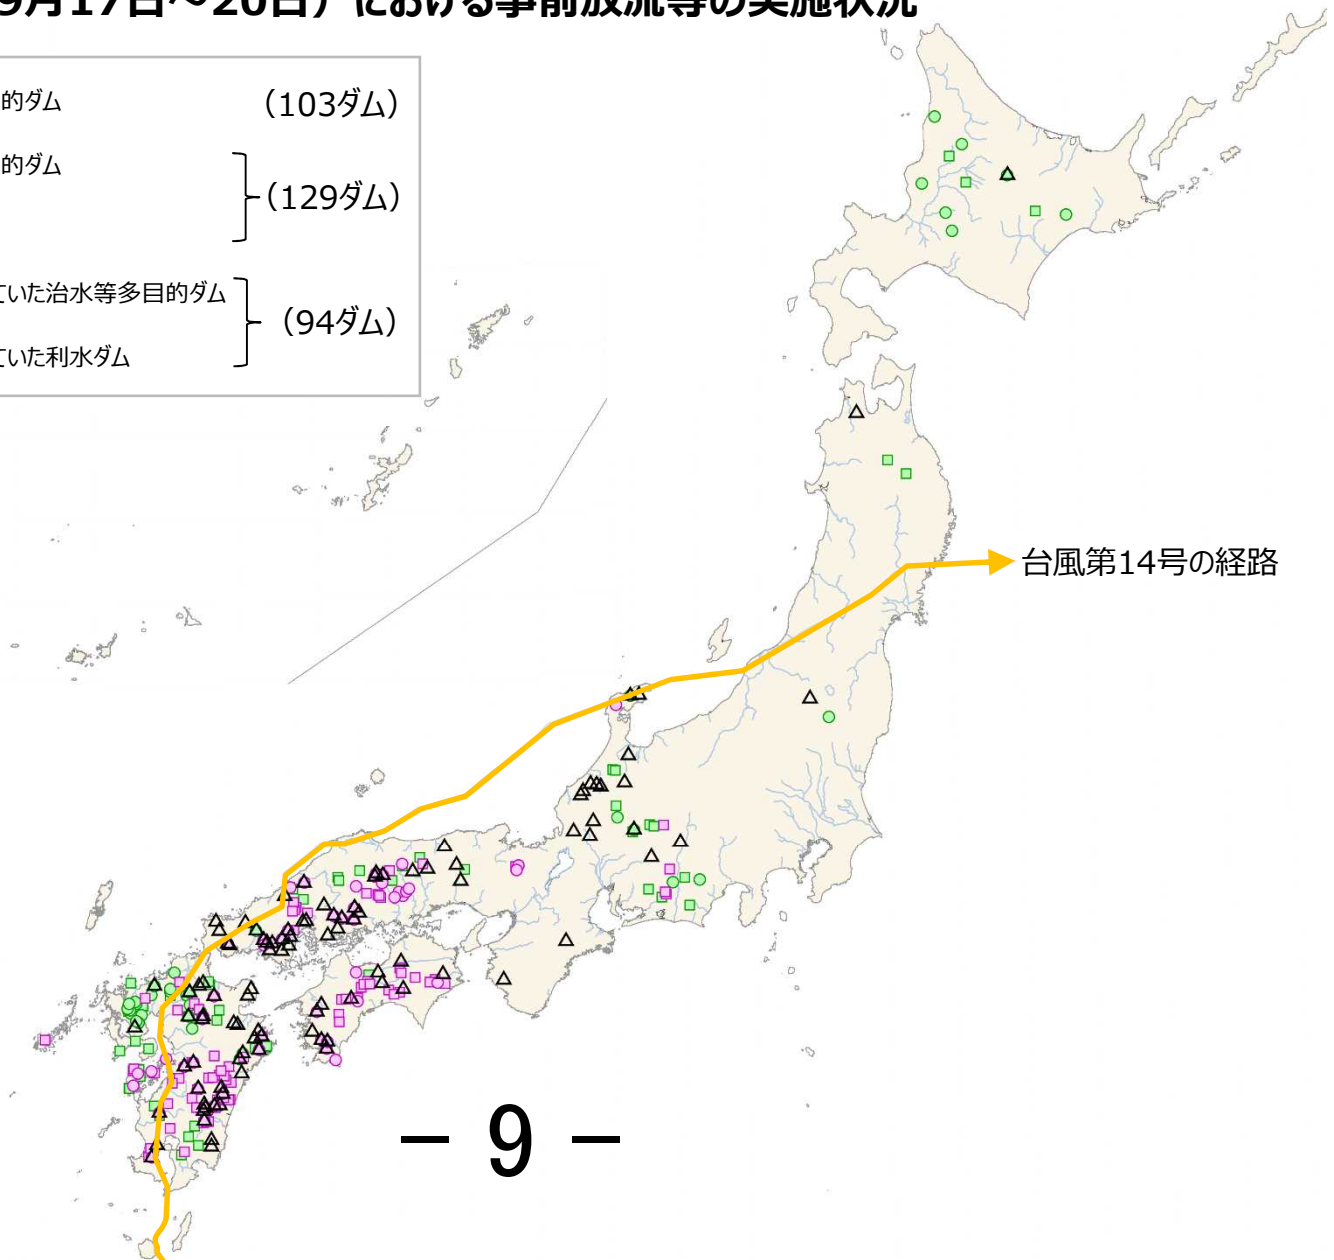 9月17日～20日）における事前放流等の実施状況
的ダム （103ダム）
的ダム
（129ダム）
ていた治水等多目的ダム
（94ダム）
ていた利水ダム
台風第14号の経路
－ 9 －